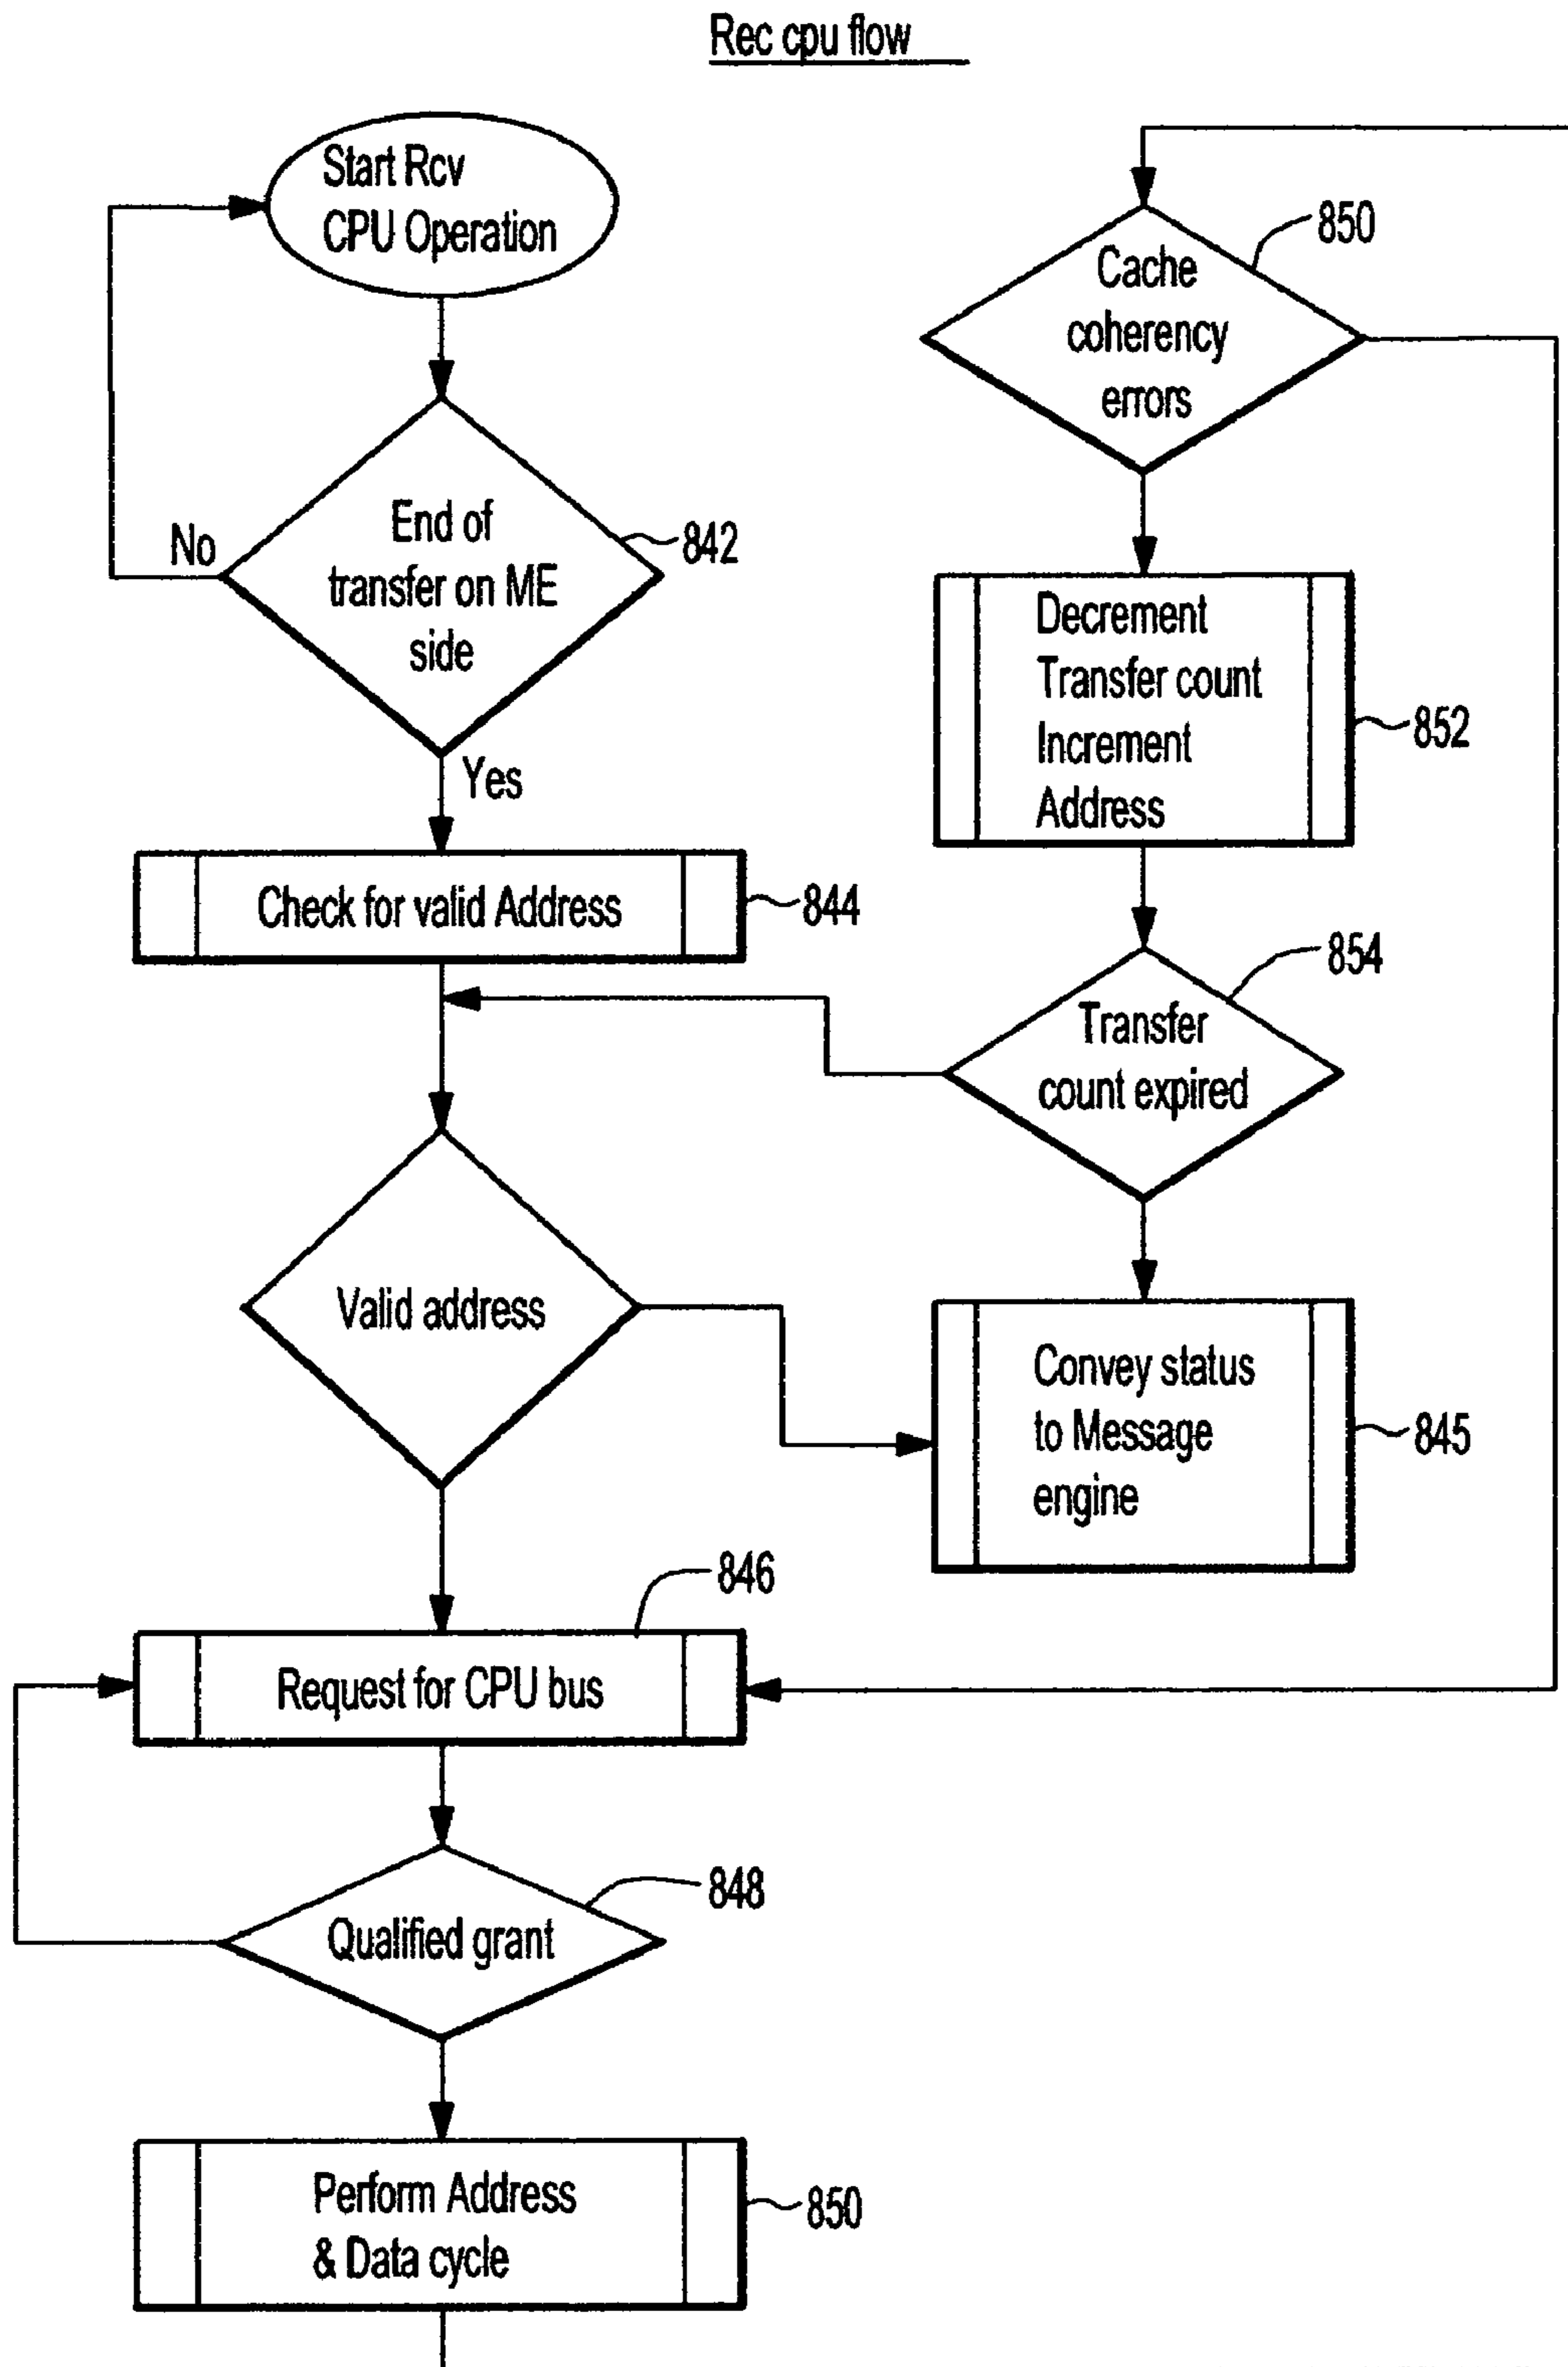 Rec cpu flow
Start Rcv
CPU Operation
End of
transfer on ME
side
842
No
Yes
Check for valid Address
844
Valid address
Request for CPU bus
846
Qualified grant
848
Perform Address
& Data cycle
850
Cache
coherency
errors
850
Decrement
Transfer count
Increment
Address
852
Transfer
count expired
854
Convey status
to Message
engine
845